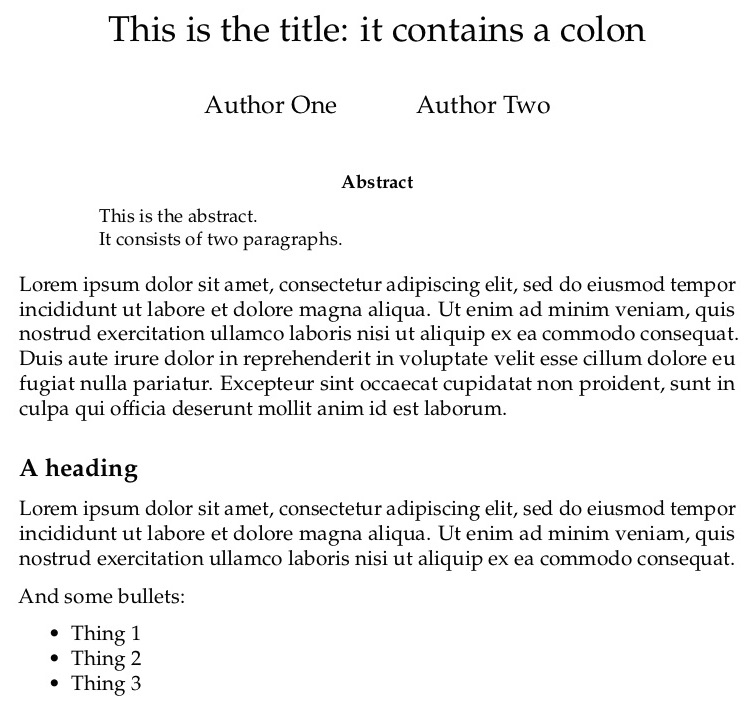 This is the title: it contains a colon
Author One Author Two
Abstract
This is the abstract.
It consists of two paragraphs.
Lorem ipsum dolor sit amet, consectetur adipiscing elit, sed do eiusmod tempor
incididunt ut labore et dolore magna aliqua. Ut enim ad minim veniam, quis
nostrud exercitation ullamco laboris nisi ut aliquip ex ea commodo consequat.
Duis aute irure dolor in reprehenderit in voluptate velit esse cillum dolore eu
fugiat nulla pariatur. Excepteur sint occaecat cupidatat non proident, sunt in
culpa qui officia deserunt mollit anim id est laborum.
A heading
Lorem ipsum dolor sit amet, consectetur adipiscing elit, sed do eiusmod tempor
incididunt ut labore et dolore magna aliqua. Ut enim ad minim veniam, quis
nostrud exercitation ullamco laboris nisi ut aliquip ex ea commodo consequat.
And some bullets:
• Thing 1
• Thing 2
• Thing 3